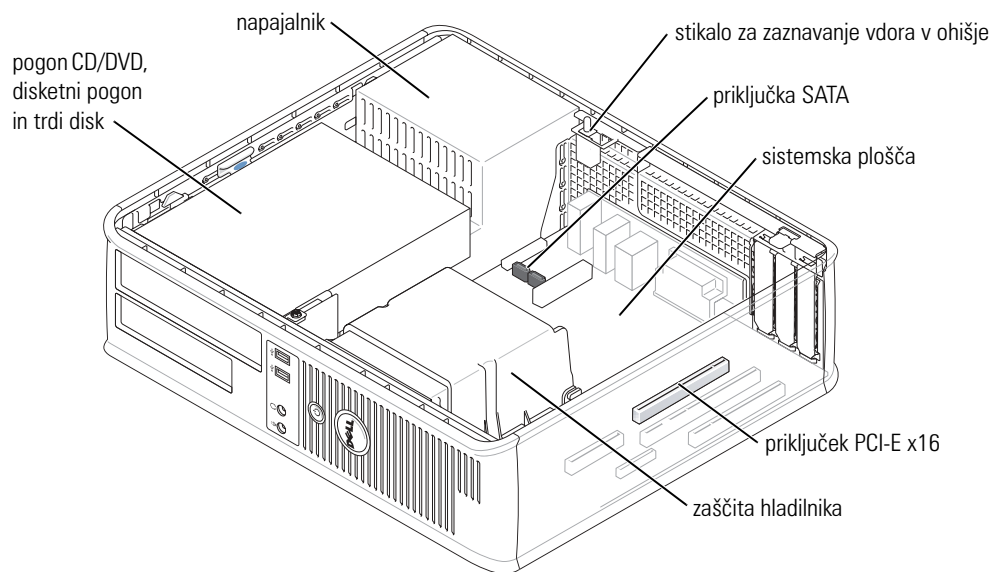 napajalnik
stikalo za zaznavanje vdora v ohišje
pogon CD/DVD,
disketni pogon
in trdi disk
priključka SATA
sistemska plošča
DELL
priključek PCI-E x16
zaščita hladilnika